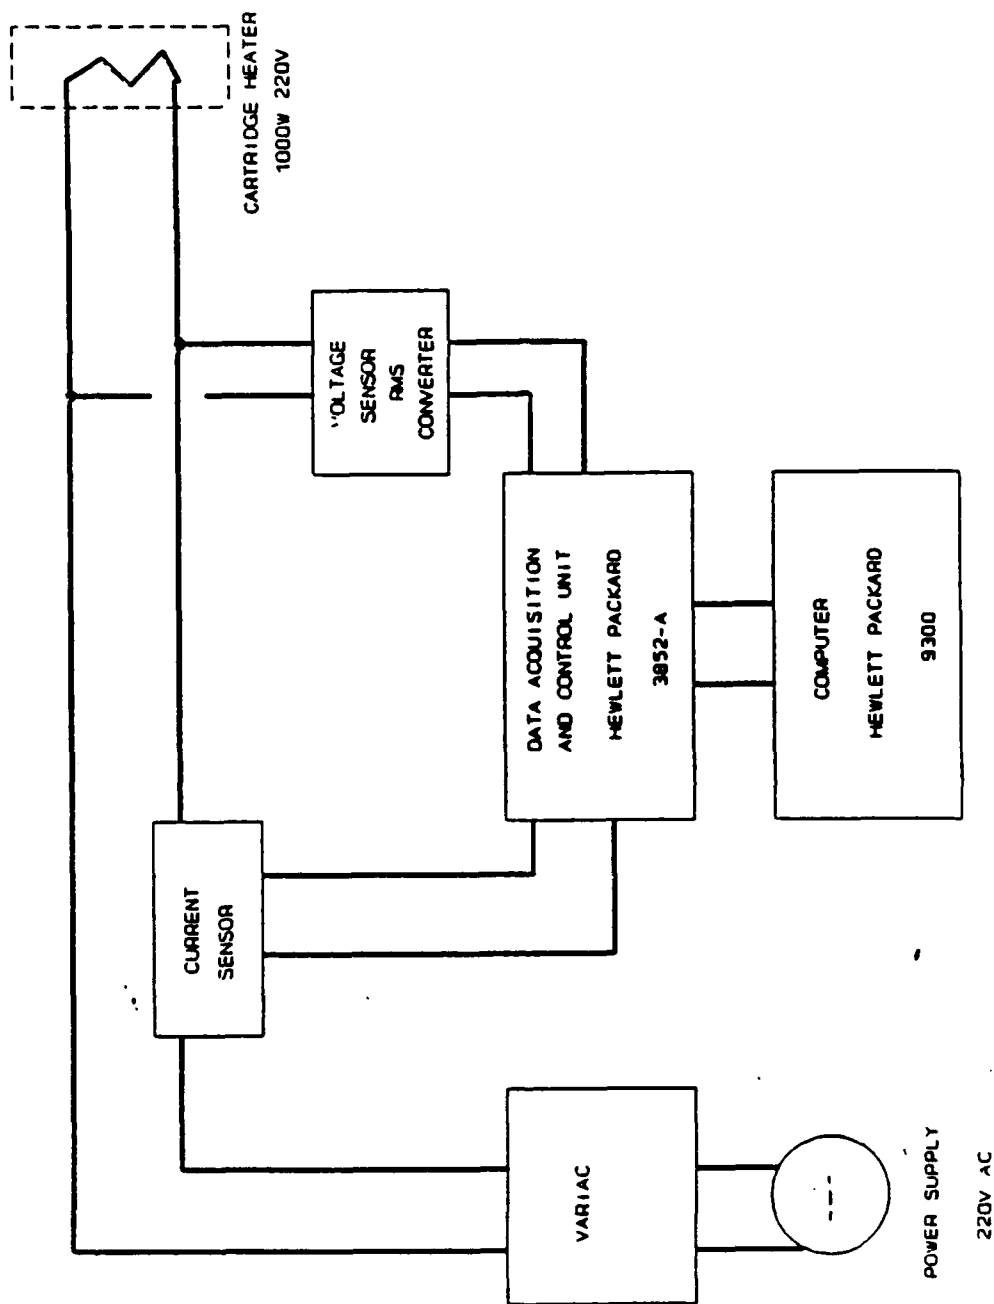 CARTRIDGE HEATER
1000W 220V
VOLTAGE
SENSOR
RMS
CONVERTER
CURRENT
SENSOR
DATA ACQUISITION
AND CONTROL UNIT
HEWLETT PACKARD
3852-A
COMPUTER
HEWLETT PACKARD
9300
VARIAC
POWER SUPPLY
220V AC